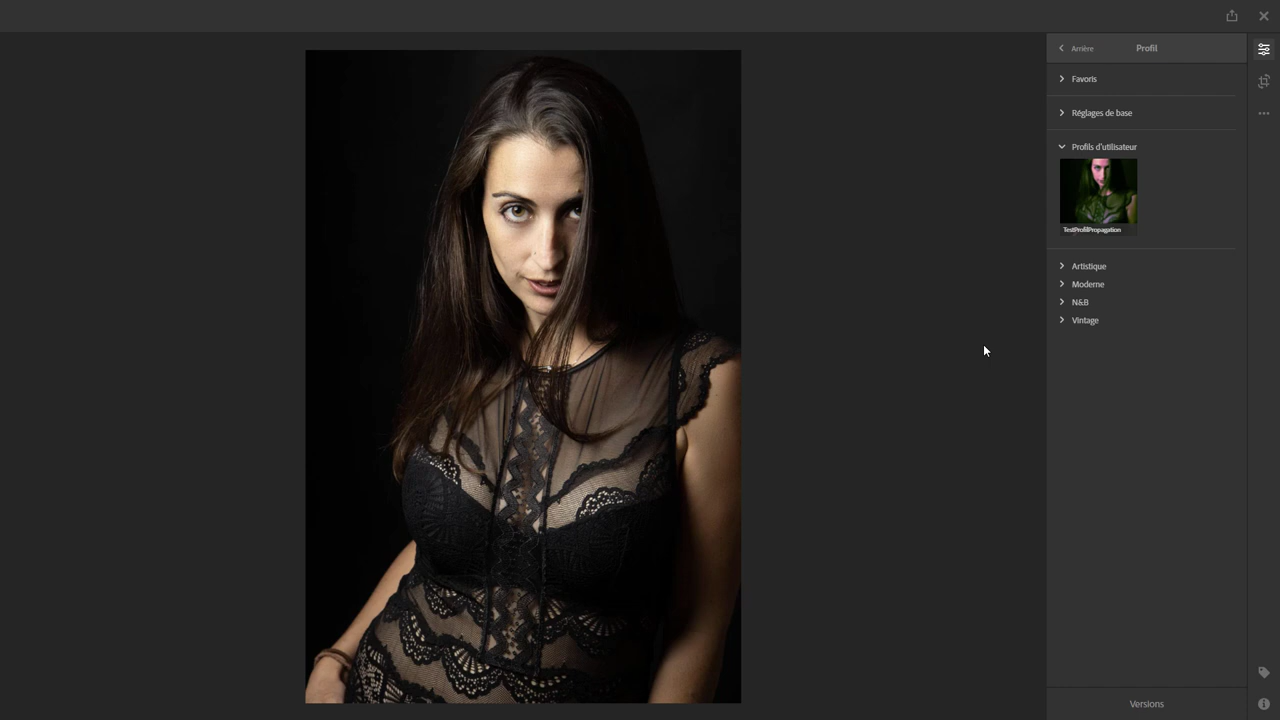 Arrière
Profil
Favoris
Réglages de base
Profils d'utilisateur
TestProfilPropagation
Artistique
Moderne
N&B
Vintage
Versions